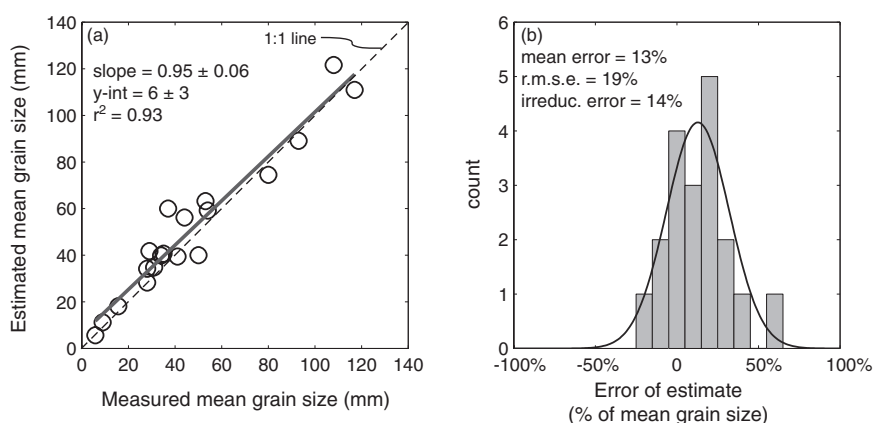 (a)
1:1 line
slope = 0.95 ± 0.06
y-int = 6 ± 3
r² = 0.93
Estimated mean grain size (mm)
140
120
100
80
60
40
20
0
0 20 40 60 80 100 120 140
Measured mean grain size (mm)
(b)
mean error = 13%
r.m.s.e. = 19%
irreduc. error = 14%
count
6
5
4
3
2
1
0
-100% -50% 0 50% 100%
Error of estimate
(% of mean grain size)